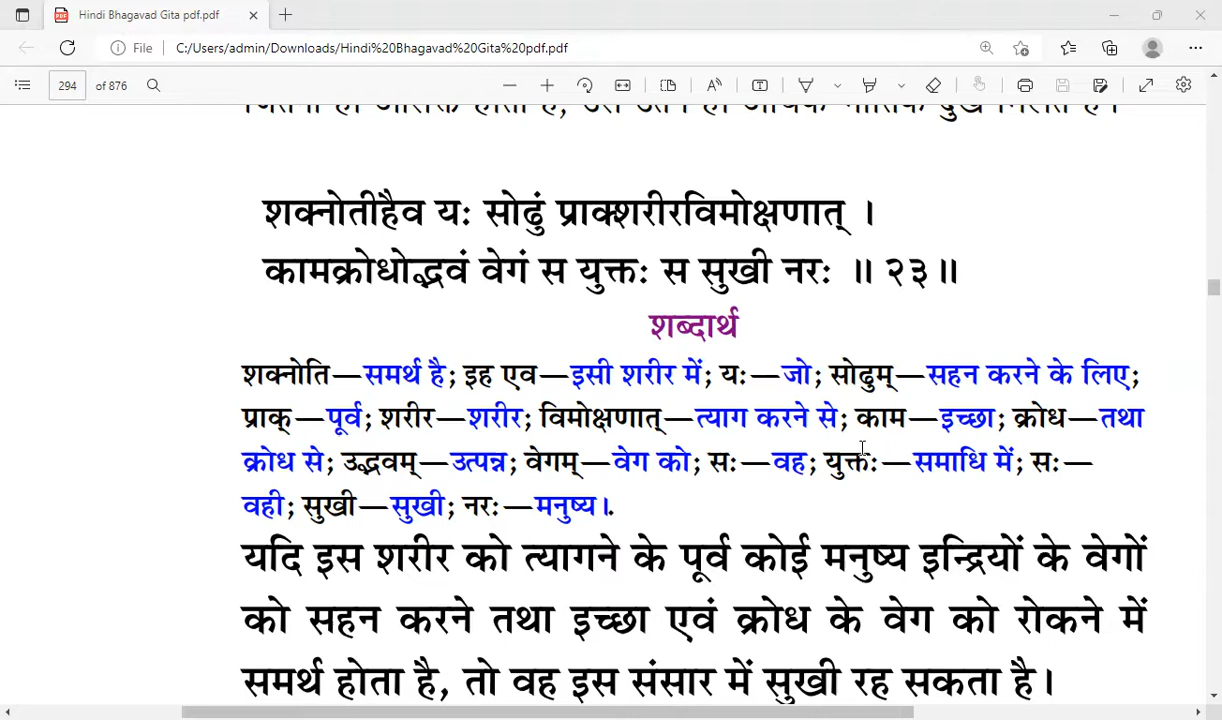 Hindi Bhagavad Gita pdf.pdf
File C:/Users/admin/Downloads/Hindi%20Bhagavad%20Gita%20pdf.pdf
294 of 876
शक्नोतीहैव यः सोढुं प्राक्शरीरविमोक्षणात् ।
कामक्रोधोद्भवं वेगं स युक्तः स सुखी नरः ॥ २३॥
शब्दार्थ
शक्नोति—समर्थ है; इह एव—इसी शरीर में; यः—जो; सोढुम्—सहन करने के लिए;
प्राक्—पूर्व; शरीर—शरीर; विमोक्षणात्—त्याग करने से; काम—इच्छा; क्रोध—तथा
क्रोध से; उद्भवम्—उत्पन्न; वेगम्—वेग को; सः—वह; युक्तः—समाधि में; सः—
वही; सुखी—सुखी; नरः—मनुष्य।.
यदि इस शरीर को त्यागने के पूर्व कोई मनुष्य इन्द्रियों के वेगों
को सहन करने तथा इच्छा एवं क्रोध के वेग को रोकने में
समर्थ होता है, तो वह इस संसार में सुखी रह सकता है।